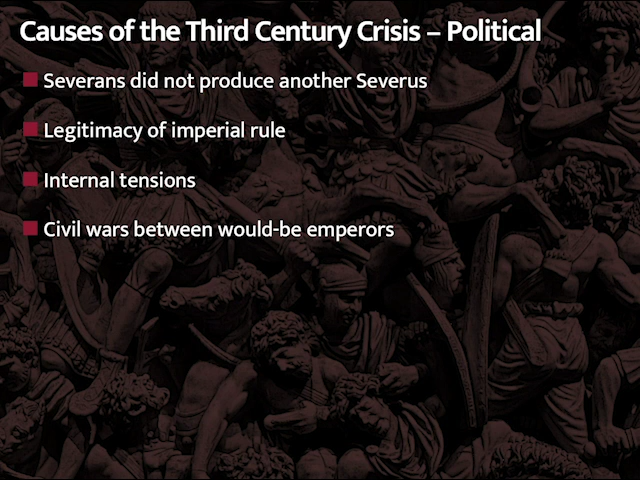 Causes of the Third Century Crisis – Political
Severans did not produce another Severus
Legitimacy of imperial rule
Internal tensions
Civil wars between would-be emperors